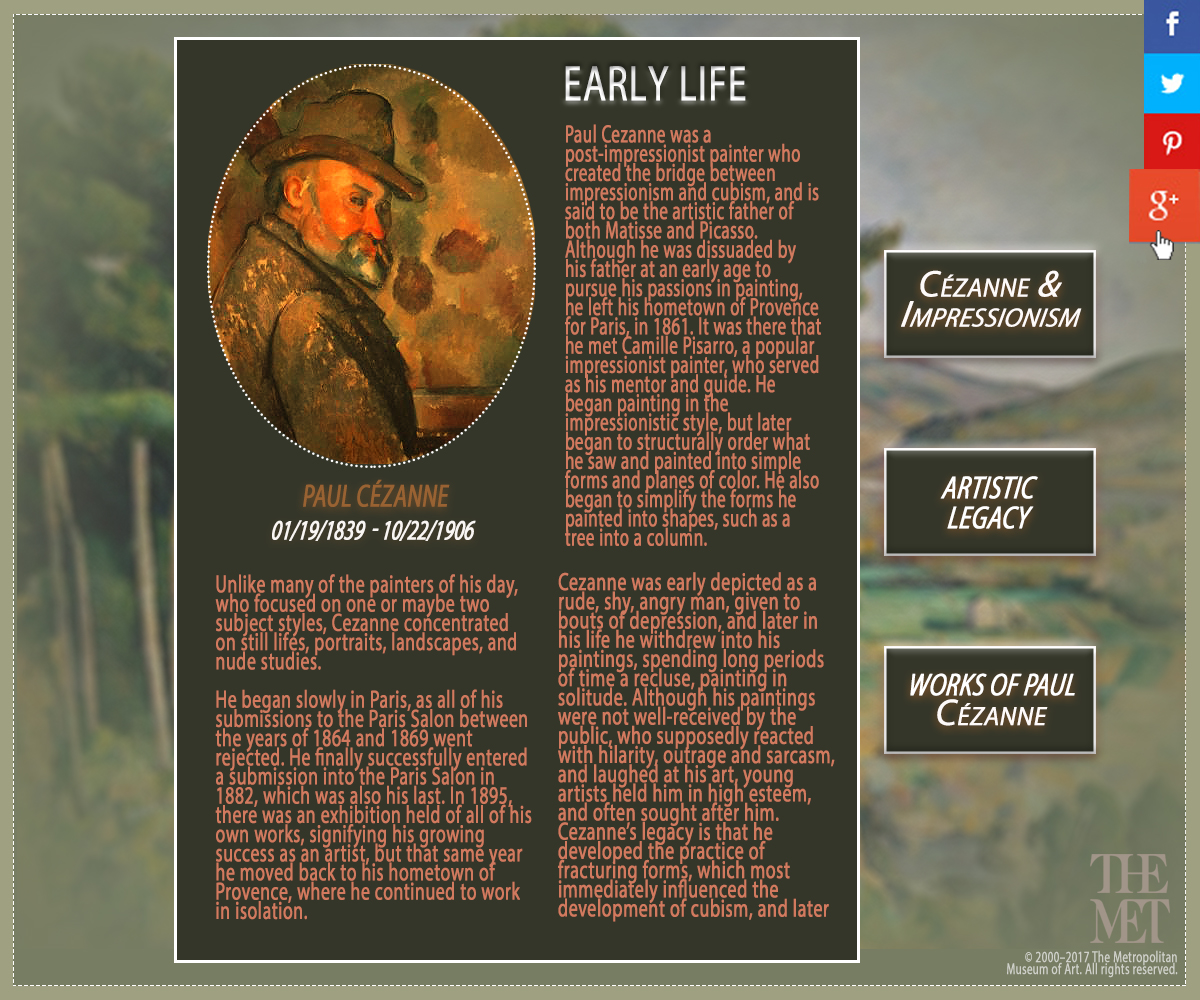 f
g+
EARLY LIFE
Paul Cezanne was a
post-impressionist painter who
created the bridge between
impressionism and cubism, and is
said to be the artistic father of
both Matisse and Picasso.
Although he was dissuaded by
his father at an early age to
pursue his passions in painting,
he left his hometown of Provence
for Paris, in 1861. It was there that
he met Camille Pisarro, a popular
impressionist painter, who served
as his mentor and guide. He
began painting in the
impressionistic style, but later
began to structurally order what
he saw and painted into simple
forms and planes of color. He also
began to simplify the forms he
painted into shapes, such as a
tree into a column.
PAUL CÉZANNE
01/19/1839 - 10/22/1906
Unlike many of the painters of his day,
who focused on one or maybe two
subject styles, Cezanne concentrated
on still lifes, portraits, landscapes, and
nude studies.
He began slowly in Paris, as all of his
submissions to the Paris Salon between
the years of 1864 and 1869 went
rejected. He finally successfully entered
a submission into the Paris Salon in
1882, which was also his last. In 1895,
there was an exhibition held of all of his
own works, signifying his growing
success as an artist, but that same year
he moved back to his hometown of
Provence, where he continued to work
in isolation.
Cezanne was early depicted as a
rude, shy, angry man, given to
bouts of depression, and later in
his life he withdrew into his
paintings, spending long periods
of time a recluse, painting in
solitude. Although his paintings
were not well-received by the
public, who supposedly reacted
with hilarity, outrage and sarcasm,
and laughed at his art, young
artists held him in high esteem,
and often sought after him.
Cezanne's legacy is that he
developed the practice of
fracturing forms, which most
immediately influenced the
development of cubism, and later
CÉZANNE &
IMPRESSIONISM
ARTISTIC
LEGACY
WORKS OF PAUL
CÉZANNE
THE
MET
© 2000–2017 The Metropolitan
Museum of Art. All rights reserved.